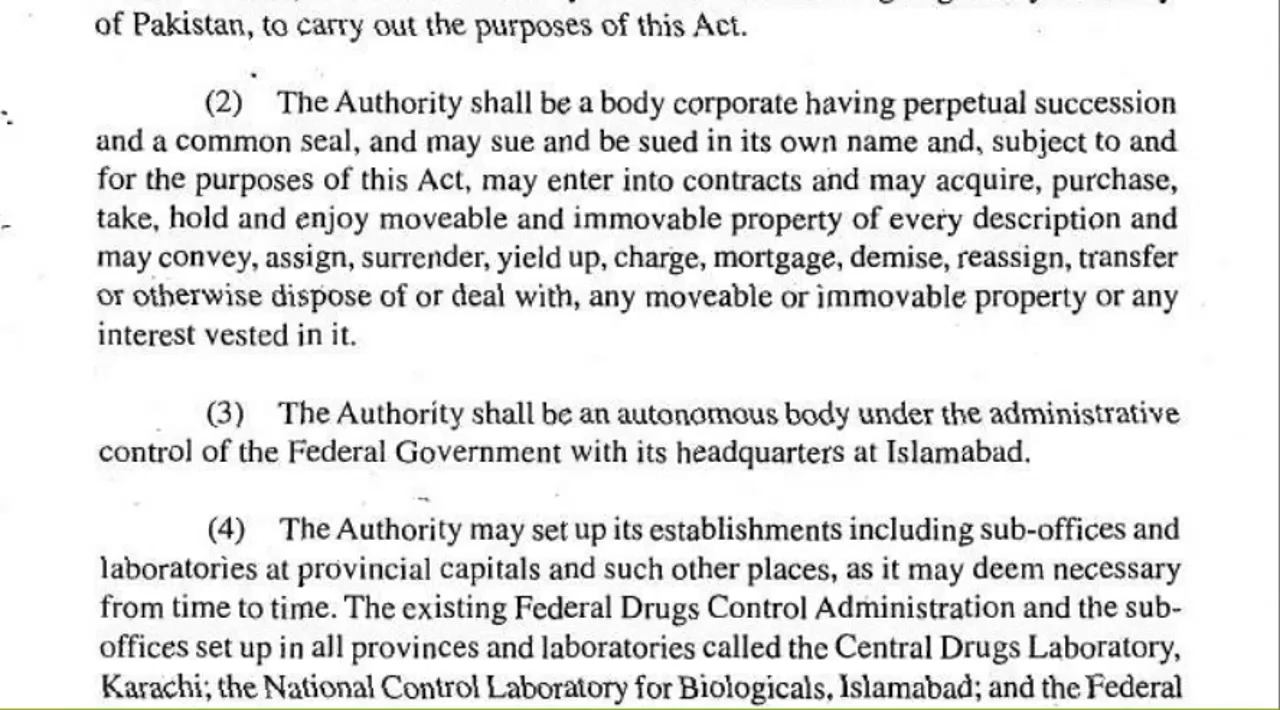 of Pakistan, to carry out the purposes of this Act.
(2) The Authority shall be a body corporate having perpetual succession
and a common seal, and may sue and be sued in its own name and, subject to and
for the purposes of this Act, may enter into contracts and may acquire, purchase,
take, hold and enjoy moveable and immovable property of every description and
may convey, assign, surrender, yield up, charge, mortgage, demise, reassign, transfer
or otherwise dispose of or deal with, any moveable or immovable property or any
interest vested in it.
(3) The Authority shall be an autonomous body under the administrative
control of the Federal Government with its headquarters at Islamabad.
(4) The Authority may set up its establishments including sub-offices and
laboratories at provincial capitals and such other places, as it may deem necessary
from time to time. The existing Federal Drugs Control Administration and the sub-
offices set up in all provinces and laboratories called the Central Drugs Laboratory,
Karachi; the National Control Laboratory for Biologicals, Islamabad; and the Federal